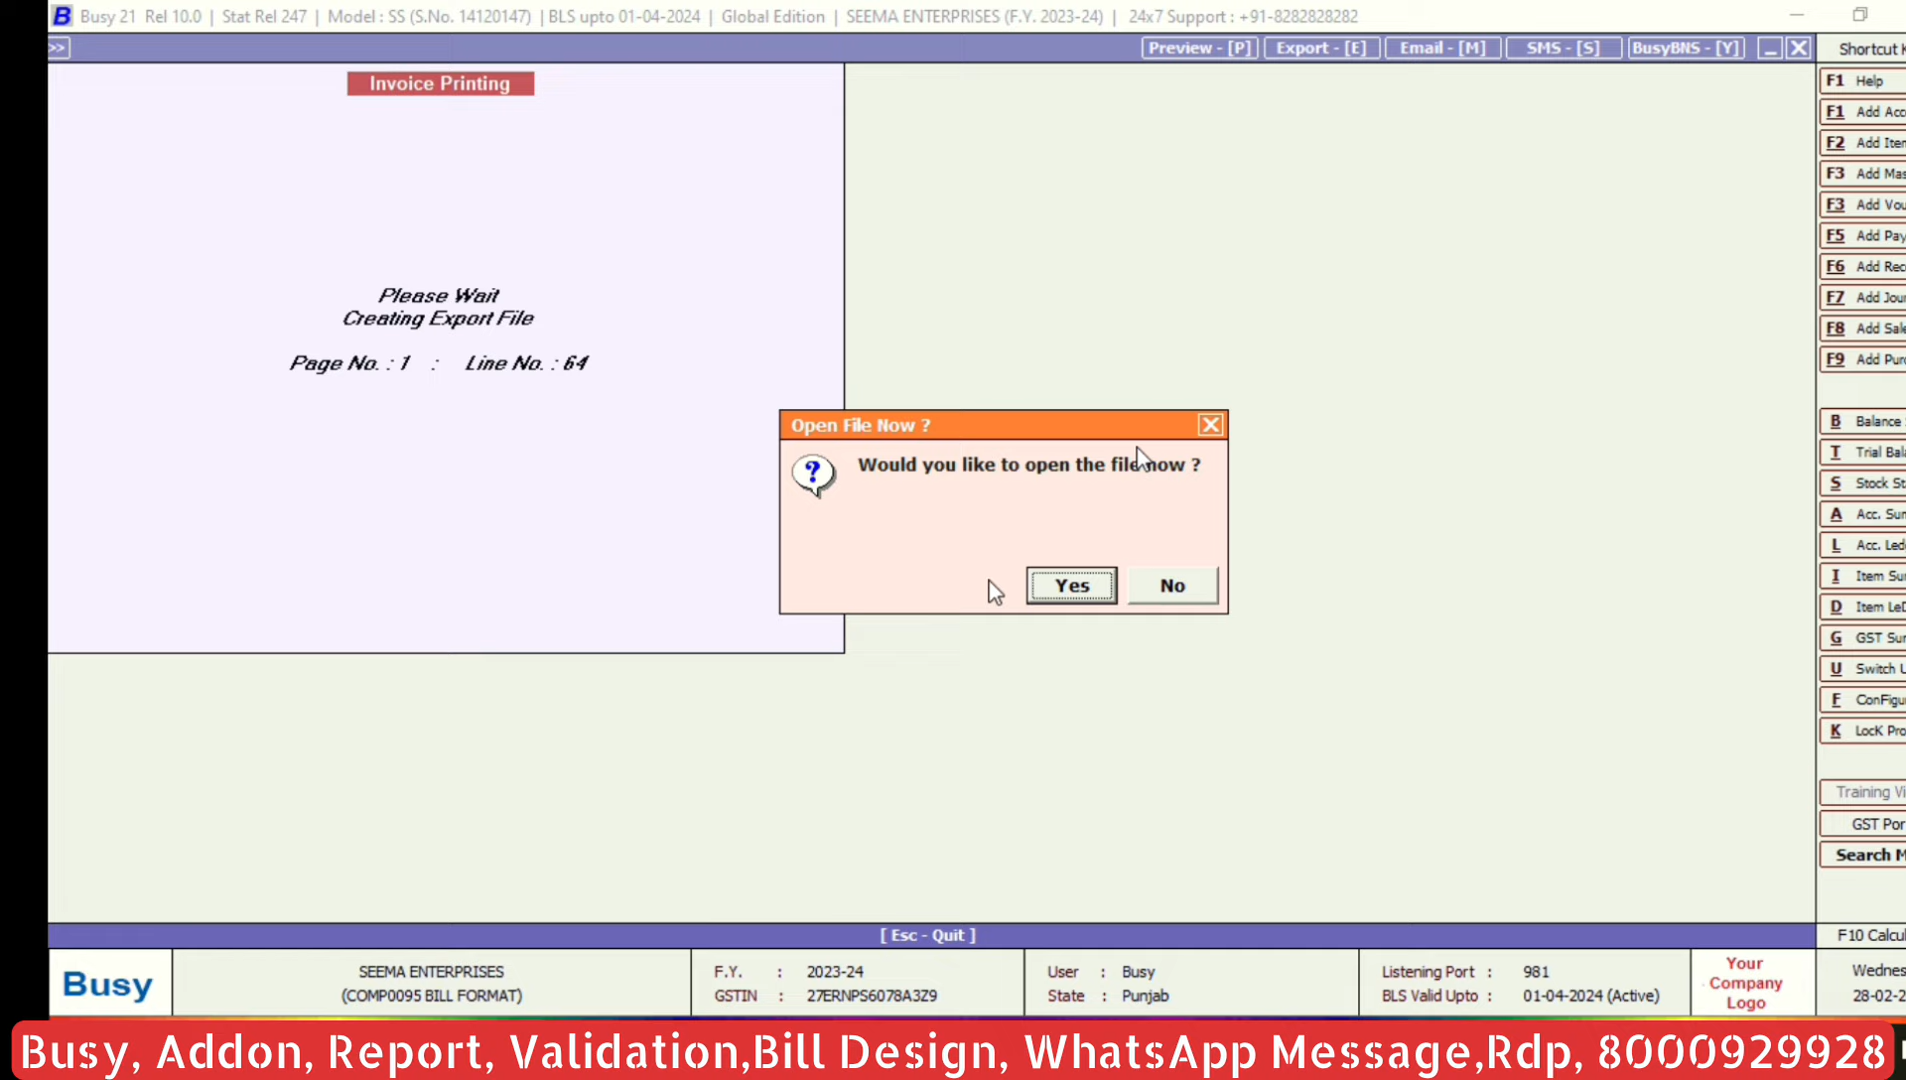 B Busy 21 Rel 10.0 | Stat Rel 247 | Model : SS (S.No. 14120147) | BLS upto 01-04-2024 | Global Edition | SEEMA ENTERPRISES (F.Y. 2023-24) | 24x7 Support : +91-8282828282
>> Preview - [P] Export - [E] Email - [M] SMS - [S] BusyBNS - [Y] Shortcut K
Invoice Printing
Please Wait
Creating Export File
Page No. : 1 : Line No. : 64
Open File Now ?
Would you like to open the file now ?
Yes No
F1 Help
F1 Add Acc
F2 Add Iter
F3 Add Mas
F3 Add Vou
F5 Add Pay
F6 Add Rec
F7 Add Jour
F8 Add Sale
F9 Add Purc
B Balance
T Trial Bal
S Stock St
A Acc. Sum
L Acc. Led
I Item Sum
D Item LeD
G GST Sum
U Switch U
F ConFigu
K LocK Pro
Training Vi
GST Por
Search M
[ Esc - Quit ]
F10 Calcul
Busy
SEEMA ENTERPRISES
(COMP0095 BILL FORMAT)
F.Y. : 2023-24
GSTIN : 27ERNPS6078A3Z9
User : Busy
State : Punjab
Listening Port : 981
BLS Valid Upto : 01-04-2024 (Active)
Your
Company
Logo
Wednes
28-02-2
Busy, Addon, Report, Validation,Bill Design, WhatsApp Message,Rdp, 8000929928